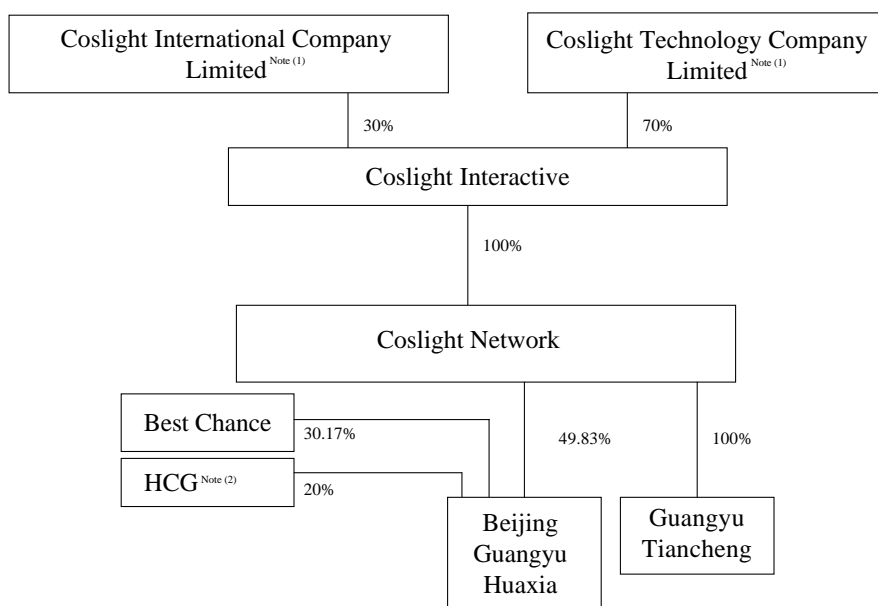 Coslight International Company
Limited Note (1)
Coslight Technology Company
Limited Note (1)
30%
70%
Coslight Interactive
100%
Coslight Network
Best Chance
30.17%
49.83%
100%
HCG Note (2)
20%
Beijing
Guangyu
Huaxia
Guangyu
Tiancheng